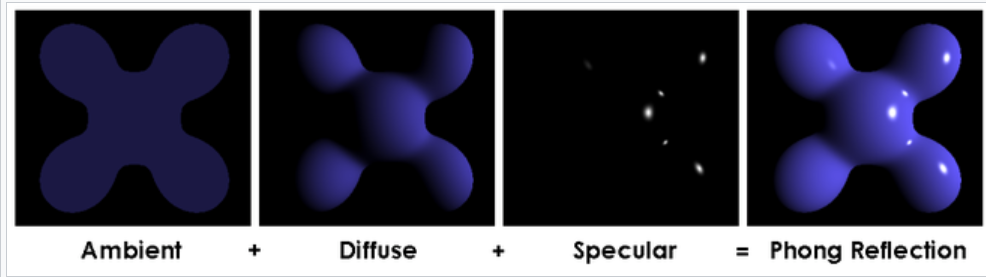 Ambient + Diffuse + Specular = Phong Reflection